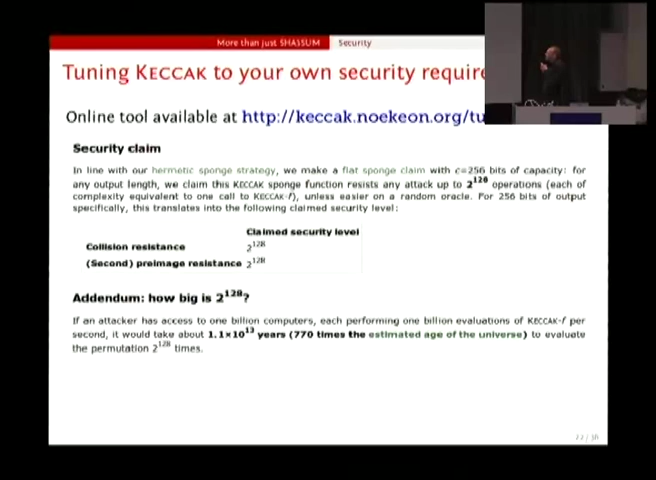 More than just SHA3SUM Security
Tuning KECCAK to your own security require
Online tool available at http://keccak.noekeon.org/tu
Security claim
In line with our hermetic sponge strategy, we make a flat sponge claim with c=256 bits of capacity: for
any output length, we claim this KECCAK sponge function resists any attack up to 2^128 operations (each of
complexity equivalent to one call to KECCAK-f), unless easier on a random oracle. For 256 bits of output
specifically, this translates into the following claimed security level:
Claimed security level
Collision resistance 2^128
(Second) preimage resistance 2^128
Addendum: how big is 2^128?
If an attacker has access to one billion computers, each performing one billion evaluations of KECCAK-f per
second, it would take about 1.1×10^13 years (770 times the estimated age of the universe) to evaluate
the permutation 2^128 times.